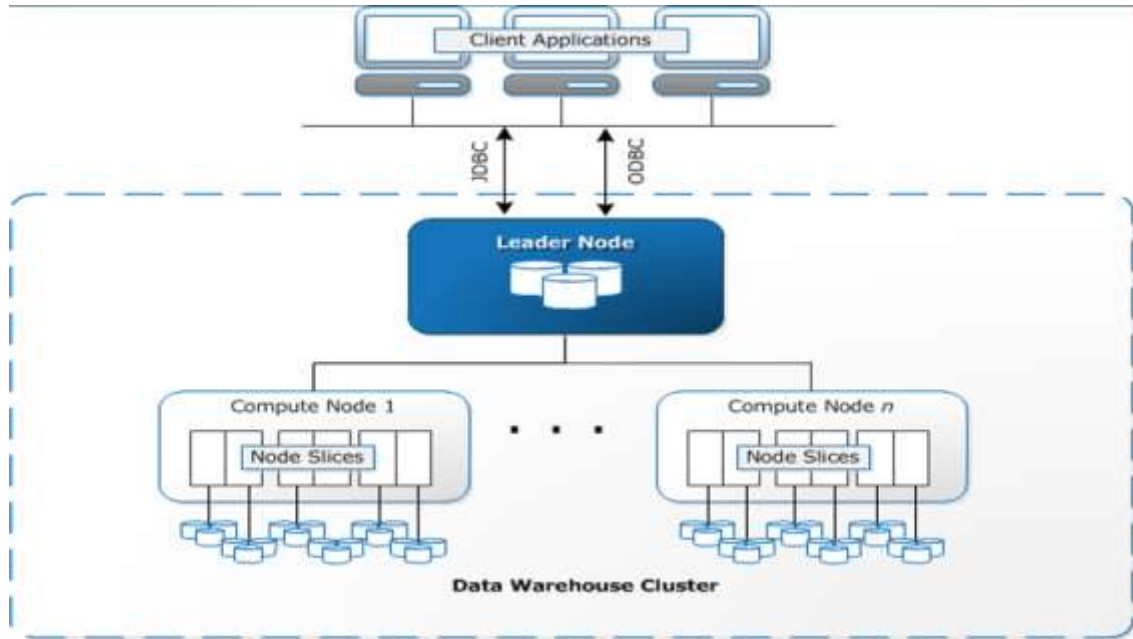 Client Applications
JDBC
ODBC
Leader Node
Compute Node 1
Compute Node n
. . .
Node Slices
Node Slices
Data Warehouse Cluster